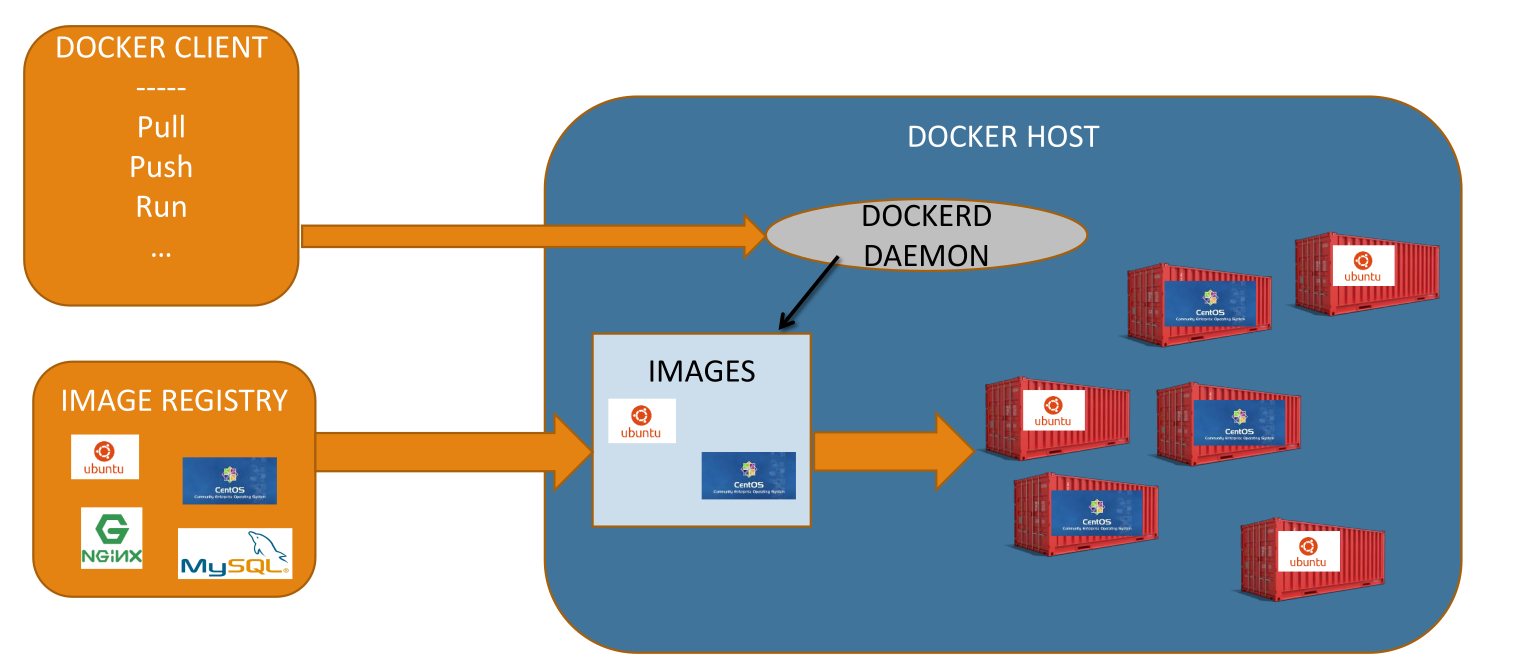 DOCKER CLIENT
-----
Pull
Push
Run
...
DOCKER HOST
DOCKERD
DAEMON
IMAGE REGISTRY
ubuntu
CentOS
Community Enterprise Operating System
NGINX
MySQL®
IMAGES
ubuntu
CentOS
Community Enterprise Operating System
ubuntu
CentOS
Community Enterprise Operating System
ubuntu
CentOS
Community Enterprise Operating System
CentOS
Community Enterprise Operating System
ubuntu